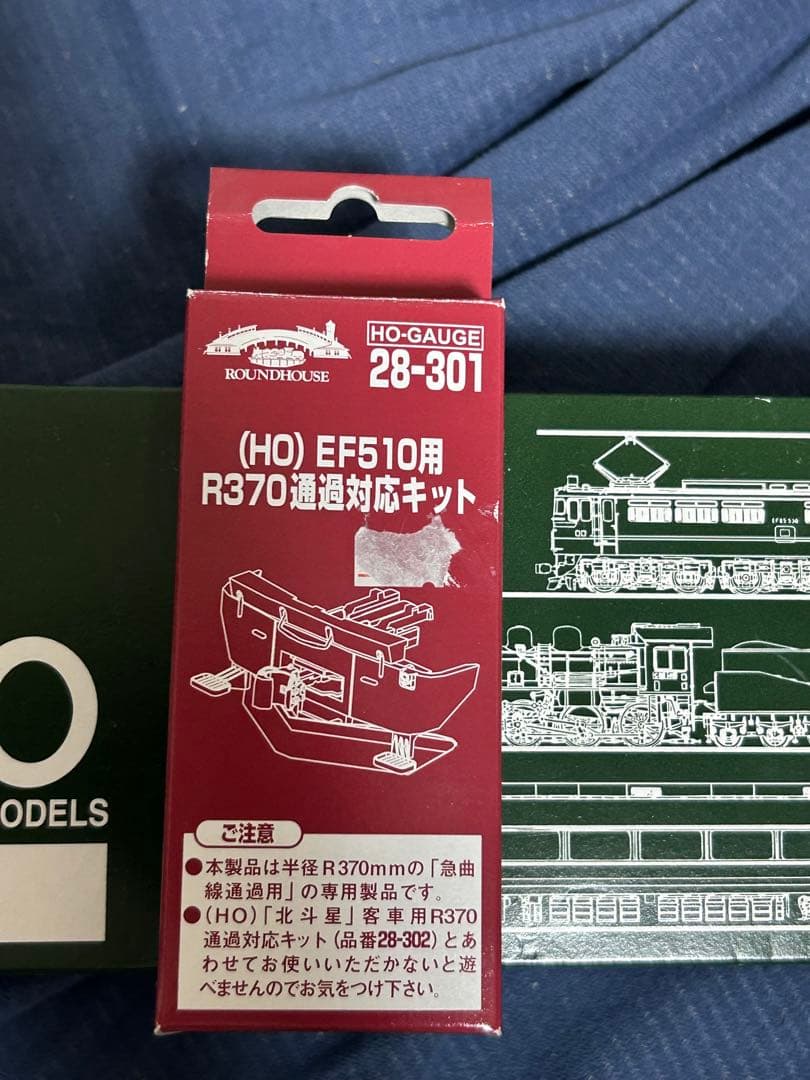 HO-GAUGE
ROUNDHOUSE
28-301
(HO) EF510用
R370通過対応キット
EF65 536
O
ODELS
ご注意
●本製品は半径R370mmの「急曲
線通過用」の専用製品です。
●(HO)「北斗星」客車用R370
通過対応キット(品番28-302)とあ
わせてお使いいただかないと遊
べませんのでお気をつけ下さい。